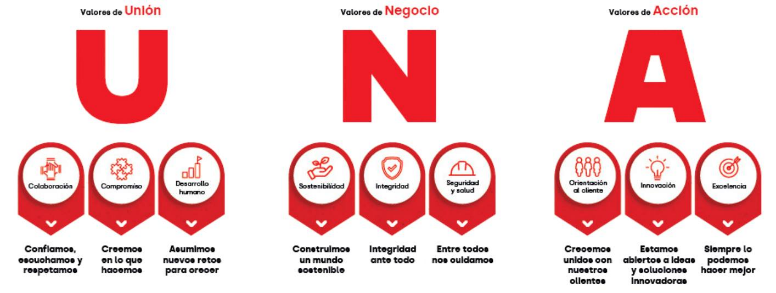 Valores de Unión
U
Colaboración
Confiamos,
escuchamos y
respetamos
Compromiso
Creemos
en lo que
hacemos
Desarrollo
humano
Asumimos
nuevos retos
para crecer
Valores de Negocio
N
Sostenibilidad
Construimos
un mundo
sostenible
Integridad
Integridad
ante todo
Seguridad
y salud
Entre todos
nos cuidamos
Valores de Acción
A
Orientación
al cliente
Crecemos
unidos con
nuestros
clientes
Innovación
Estamos
abiertos a ideas
y soluciones
innovadoras
Excelencia
Siempre lo
podemos
hacer mejor